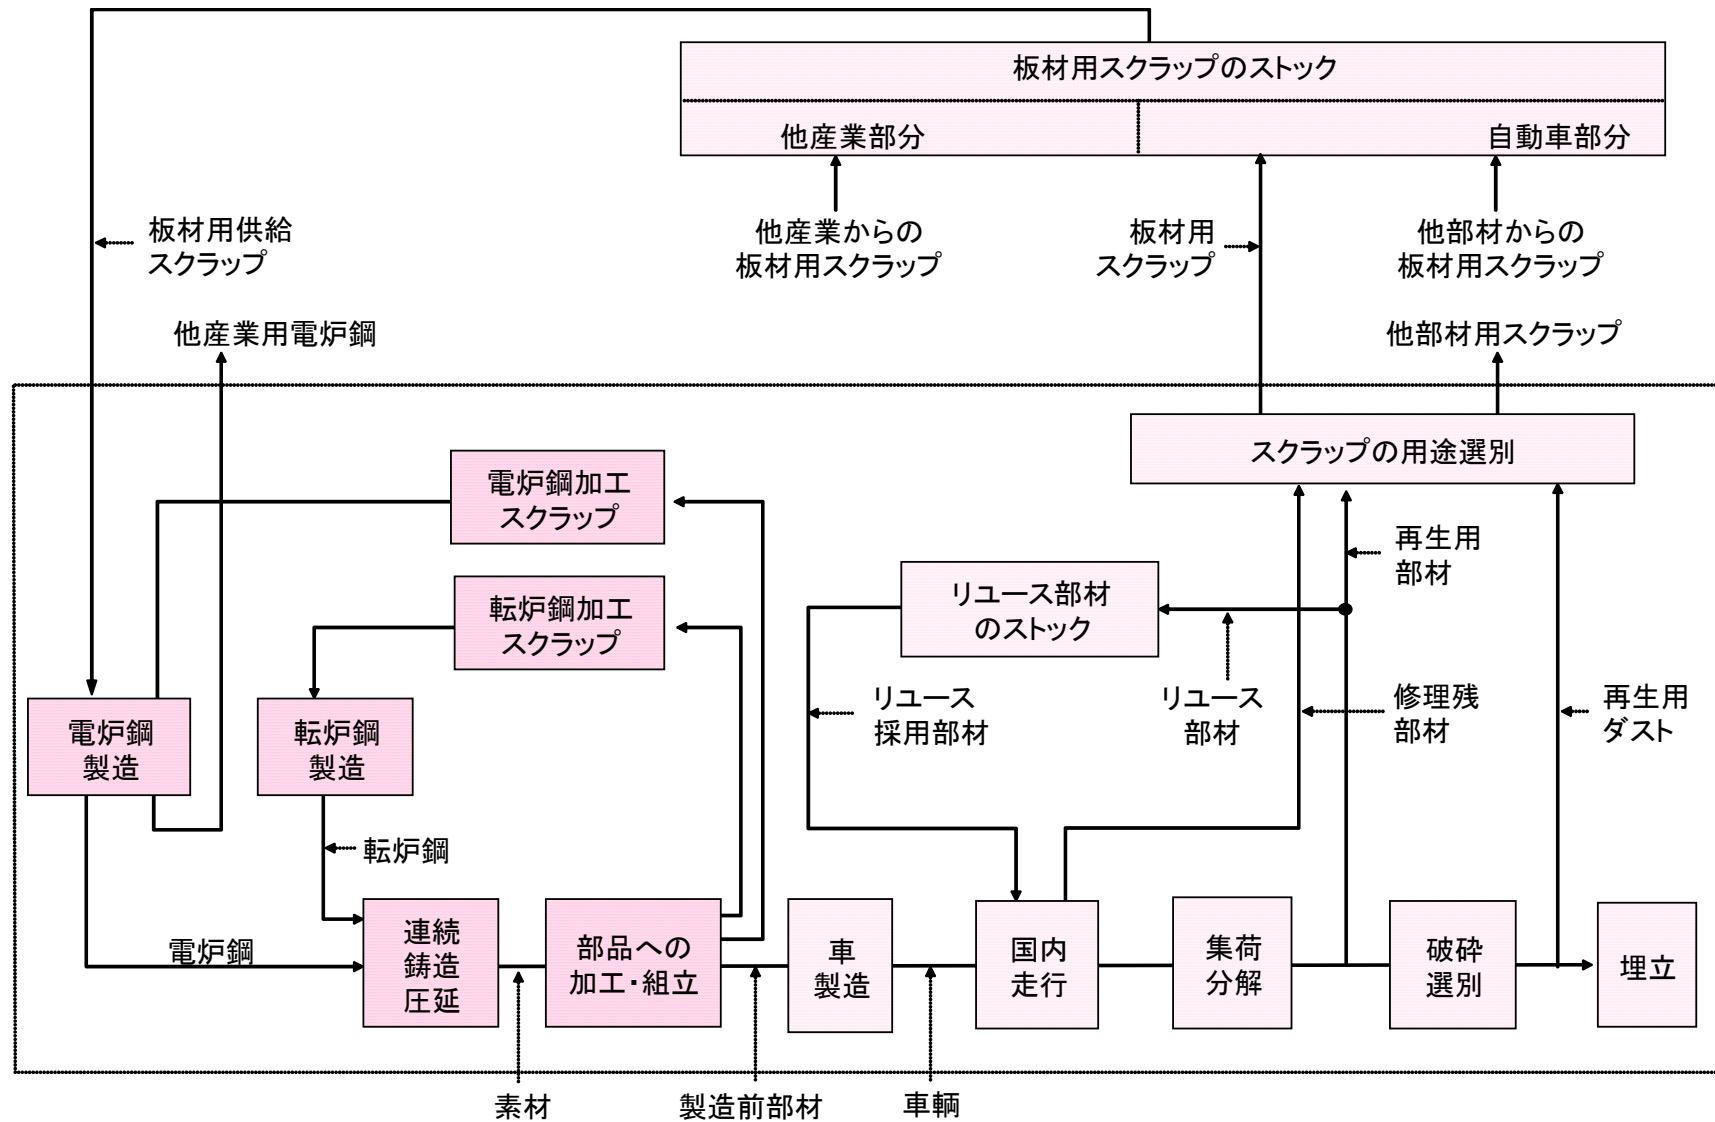 板材用スクラップのストック
他産業部分
自動車部分
板材用供給
スクラップ
他産業からの
板材用スクラップ
板材用
スクラップ
他部材からの
板材用スクラップ
他産業用電炉鋼
他部材用スクラップ
スクラップの用途選別
電炉鋼加工
スクラップ
転炉鋼加工
スクラップ
リユース部材
のストック
再生用
部材
電炉鋼
製造
転炉鋼
製造
リユース
採用部材
リユース
部材
修理残
部材
再生用
ダスト
転炉鋼
電炉鋼
連続
鋳造
圧延
部品への
加工・組立
車
製造
国内
走行
集荷
分解
破砕
選別
埋立
素材
製造前部材
車輌